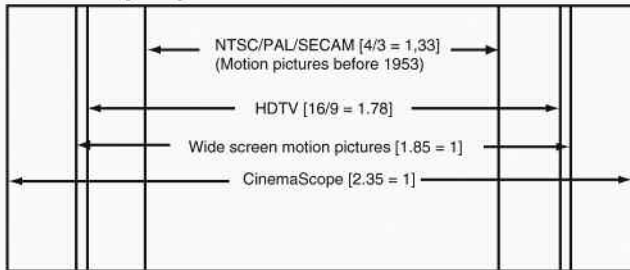 NTSC/PAL/SECAM [4/3 = 1,33]
(Motion pictures before 1953)
HDTV [16/9 = 1.78]
Wide screen motion pictures [1.85 = 1]
CinemaScope [2.35 = 1]